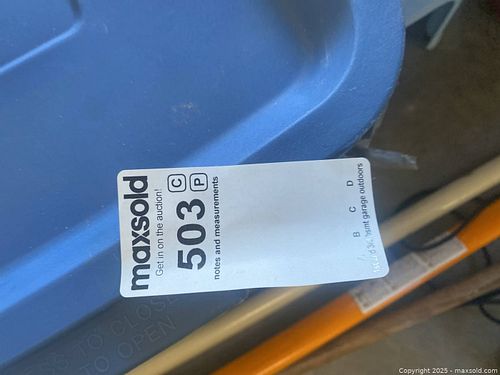 maxsold
Get in on the auction!
503
C
P
notes and measurements
B C D
garage outdoors
TO CLOSE
TO OPEN
Copyright 2025 - maxsold.com